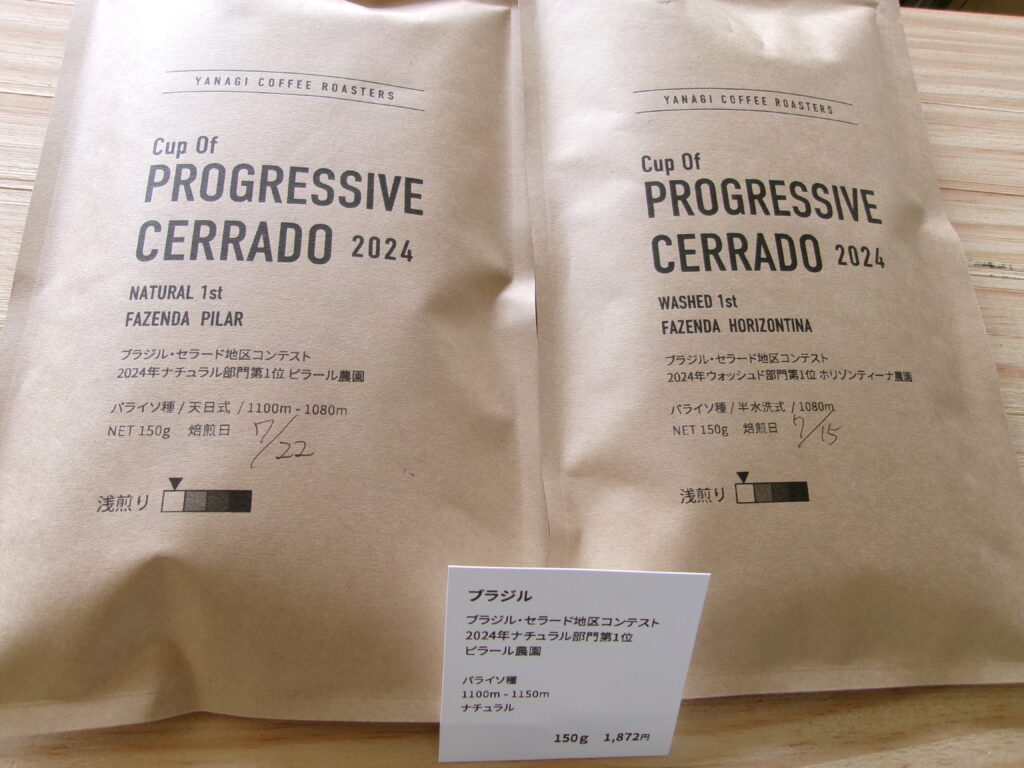 YANAGI COFFEE ROASTERS
Cup Of
PROGRESSIVE
CERRADO 2024
NATURAL 1st
FAZENDA PILAR
ブラジル・セラード地区コンテスト
2024年ナチュラル部門第1位 ピラール農園
パライソ種 / 天日式 / 1100m - 1080m
NET 150g 焙煎日 7/22
浅煎り
YANAGI COFFEE ROASTERS
Cup Of
PROGRESSIVE
CERRADO 2024
WASHED 1st
FAZENDA HORIZONTINA
ブラジル・セラード地区コンテスト
2024年ウォッシュド部門第1位 ホリゾンティーナ農園
パライソ種 / 半水洗式 / 1080m
NET 150g 焙煎日 7/15
浅煎り
ブラジル
ブラジル・セラード地区コンテスト
2024年ナチュラル部門第1位
ピラール農園
パライソ種
1100m - 1150m
ナチュラル
150g 1,872円